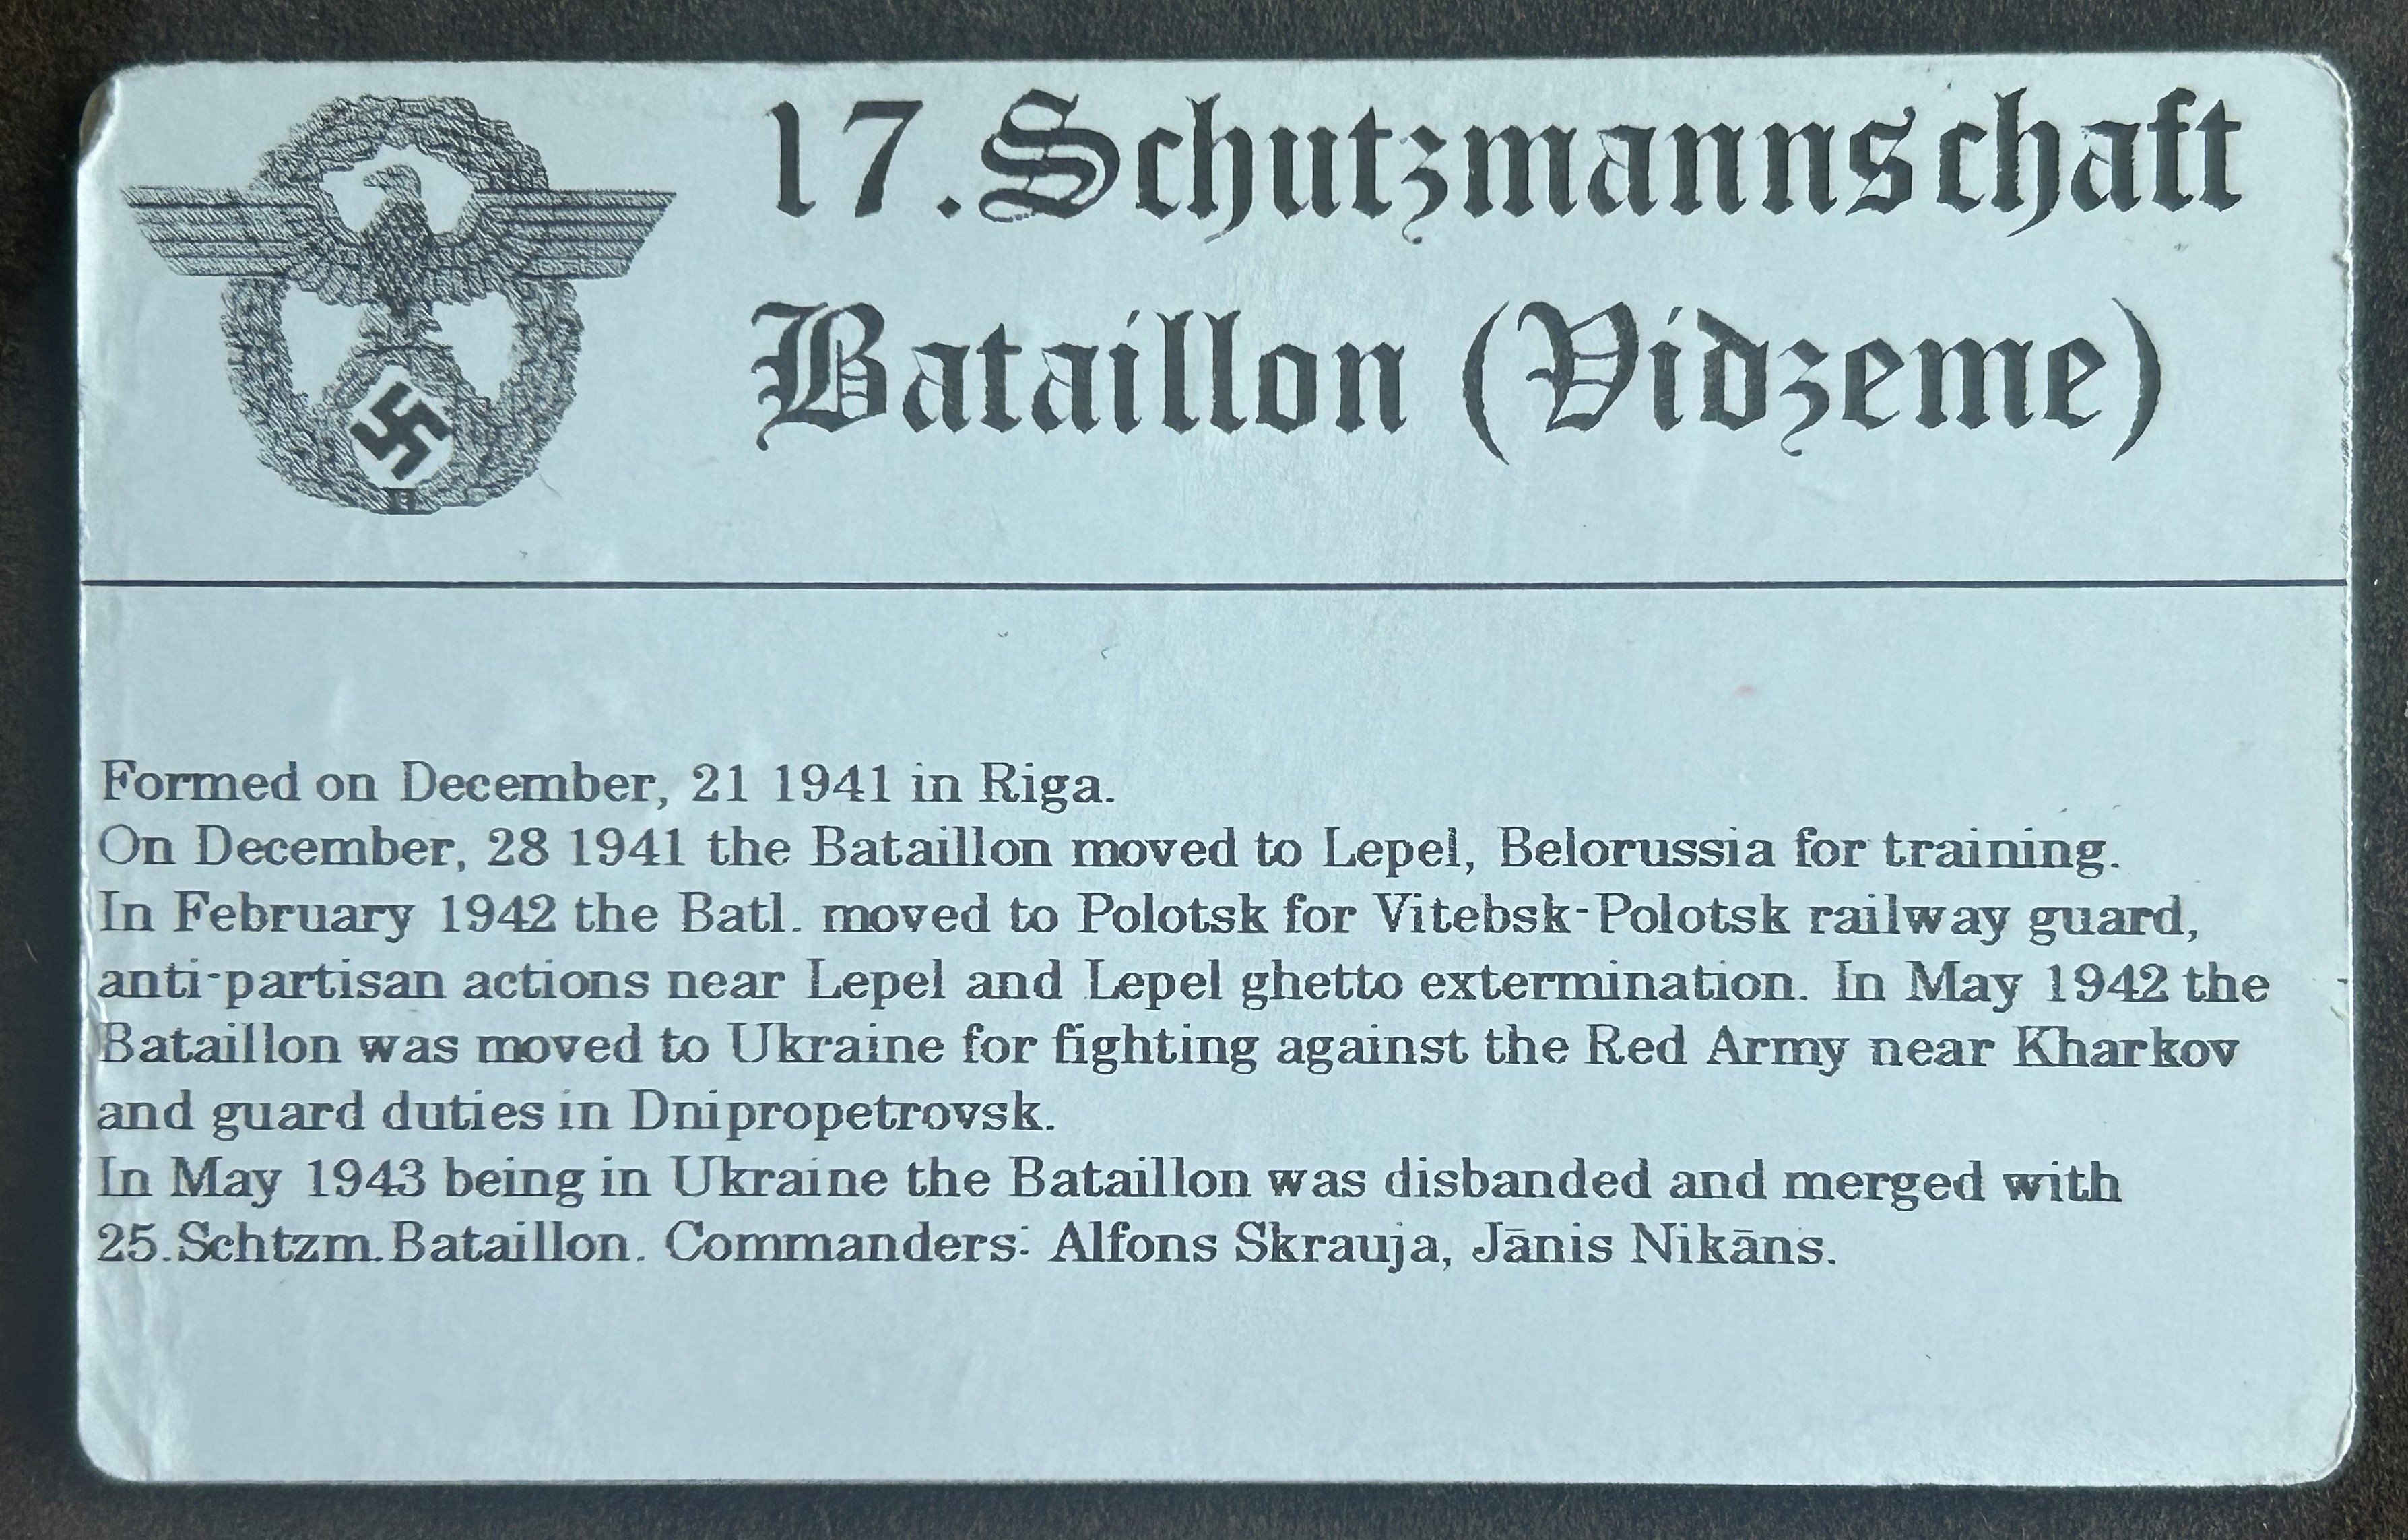 17.Schutzmannschaft
Bataillon (Vidzeme)
Formed on December, 21 1941 in Riga.
On December, 28 1941 the Bataillon moved to Lepel, Belorussia for training.
In February 1942 the Batl. moved to Polotsk for Vitebsk-Polotsk railway guard,
anti-partisan actions near Lepel and Lepel ghetto extermination. In May 1942 the
Bataillon was moved to Ukraine for fighting against the Red Army near Kharkov
and guard duties in Dnipropetrovsk.
In May 1943 being in Ukraine the Bataillon was disbanded and merged with
25.Schtzm.Bataillon. Commanders: Alfons Skrauja, Jānis Nikāns.